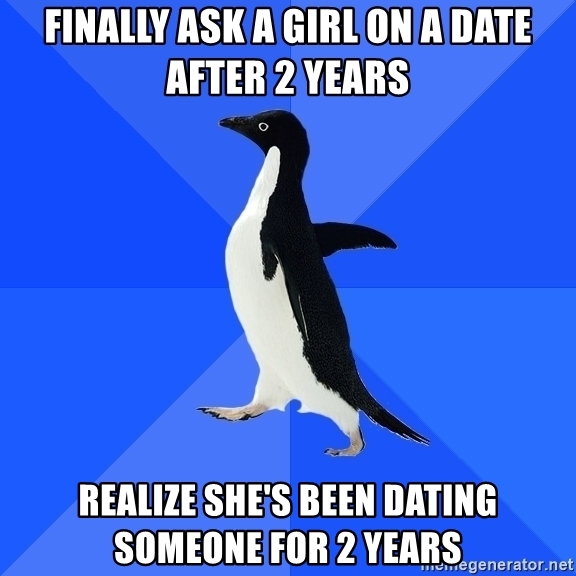 FINALLY ASK A GIRL ON A DATE
AFTER 2 YEARS
REALIZE SHE'S BEEN DATING
SOMEONE FOR 2 YEARS
memegenerator.net